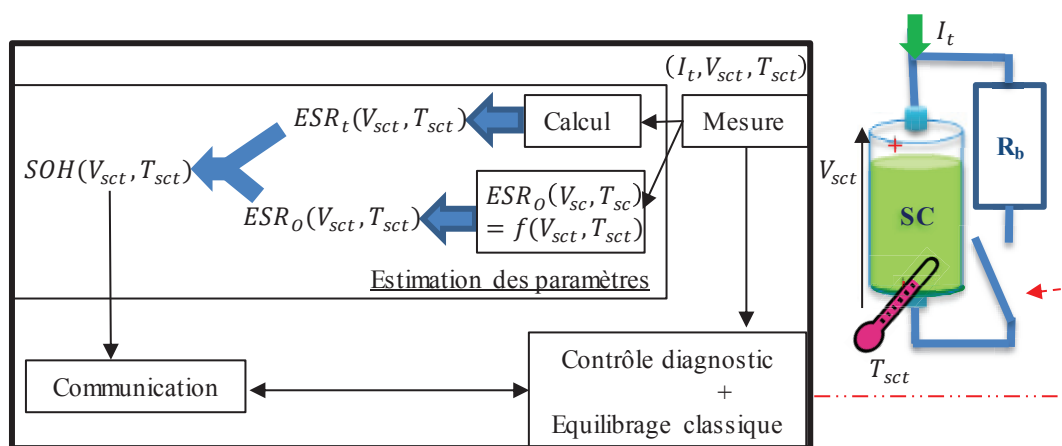 (I_t, V_sct, T_sct)
I_t
ESR_t(V_sct, T_sct)
Calcul
Mesure
R_b
V_sct
+
SOH(V_sct, T_sct)
ESR_O(V_sct, T_sct)
ESR_O(V_sc, T_sc)
= f(V_sct, T_sct)
SC
Estimation des paramètres
T_sct
Communication
Contrôle diagnostic
+
Equilibrage classique